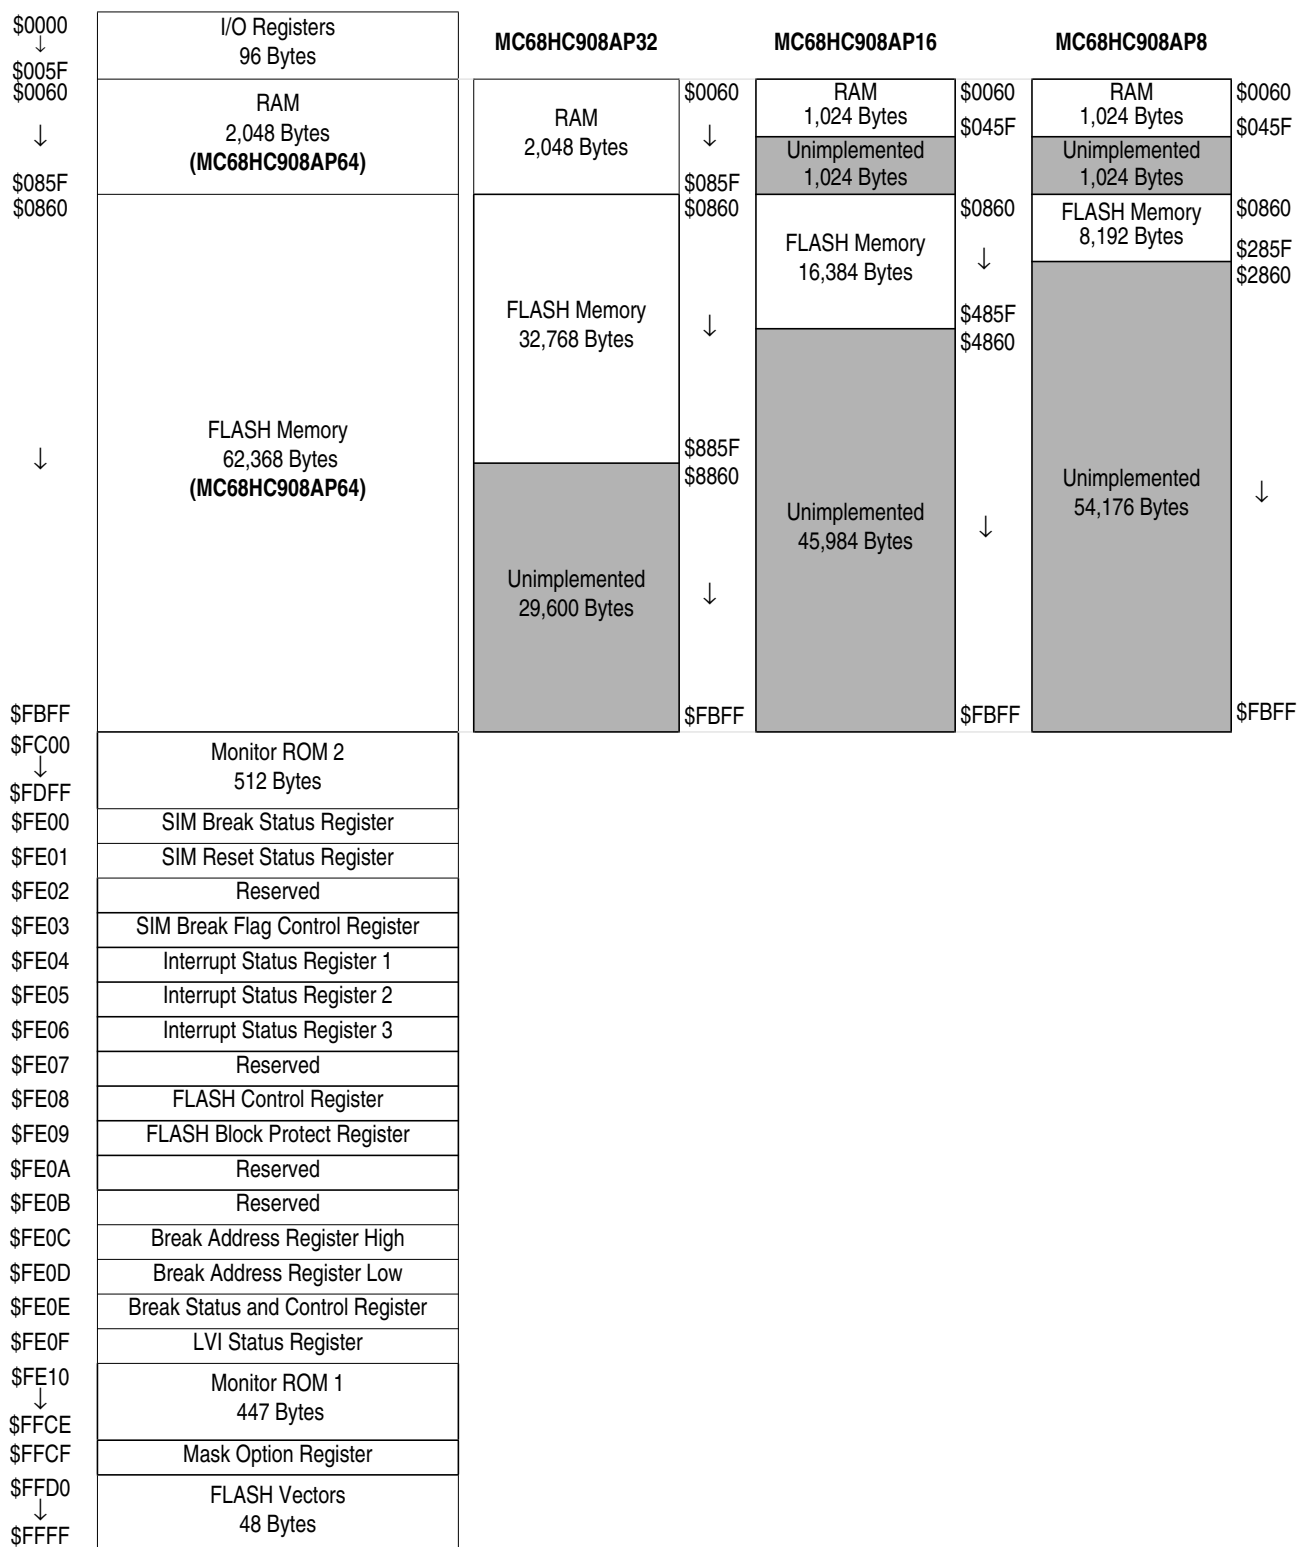 $0000
↓
$005F
I/O Registers
96 Bytes
MC68HC908AP32
MC68HC908AP16
MC68HC908AP8
$0060
↓
$085F
RAM
2,048 Bytes
(MC68HC908AP64)
RAM
2,048 Bytes
$0060
↓
$085F
RAM
1,024 Bytes
$0060
$045F
Unimplemented
1,024 Bytes
RAM
1,024 Bytes
$0060
$045F
Unimplemented
1,024 Bytes
$0860
↓
$FBFF
FLASH Memory
62,368 Bytes
(MC68HC908AP64)
FLASH Memory
32,768 Bytes
$0860
↓
$885F
$8860
Unimplemented
29,600 Bytes
↓
$FBFF
FLASH Memory
16,384 Bytes
$0860
↓
$485F
$4860
Unimplemented
45,984 Bytes
↓
$FBFF
FLASH Memory
8,192 Bytes
$0860
$285F
$2860
Unimplemented
54,176 Bytes
↓
$FBFF
$FC00
↓
$FDFF
Monitor ROM 2
512 Bytes
$FE00 SIM Break Status Register
$FE01 SIM Reset Status Register
$FE02 Reserved
$FE03 SIM Break Flag Control Register
$FE04 Interrupt Status Register 1
$FE05 Interrupt Status Register 2
$FE06 Interrupt Status Register 3
$FE07 Reserved
$FE08 FLASH Control Register
$FE09 FLASH Block Protect Register
$FE0A Reserved
$FE0B Reserved
$FE0C Break Address Register High
$FE0D Break Address Register Low
$FE0E Break Status and Control Register
$FE0F LVI Status Register
$FE10
↓
$FFCE
Monitor ROM 1
447 Bytes
$FFCF Mask Option Register
$FFD0
↓
$FFFF
FLASH Vectors
48 Bytes